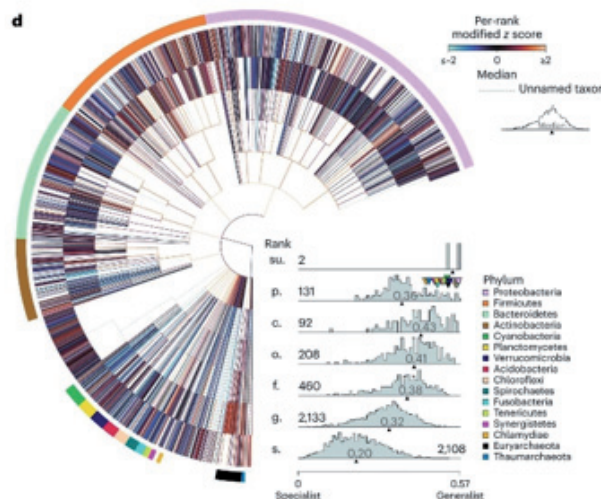 d
Per-rank
modified z score
≤-2 0 ≥2
Median
Unnamed taxon
Rank
su. 2
p. 131 0.36
c. 92 0.43
o. 208 0.41
f. 460 0.38
g. 2,133 0.32
s. 0.20 2,108
0 0.57
Specialist Generalist
Phylum
Proteobacteria
Firmicutes
Bacteroidetes
Actinobacteria
Cyanobacteria
Planctomycetes
Verrucomicrobia
Acidobacteria
Chloroflexi
Spirochaetes
Fusobacteria
Tenericutes
Synergistetes
Chlamydiae
Euryarchaeota
Thaumarchaeota